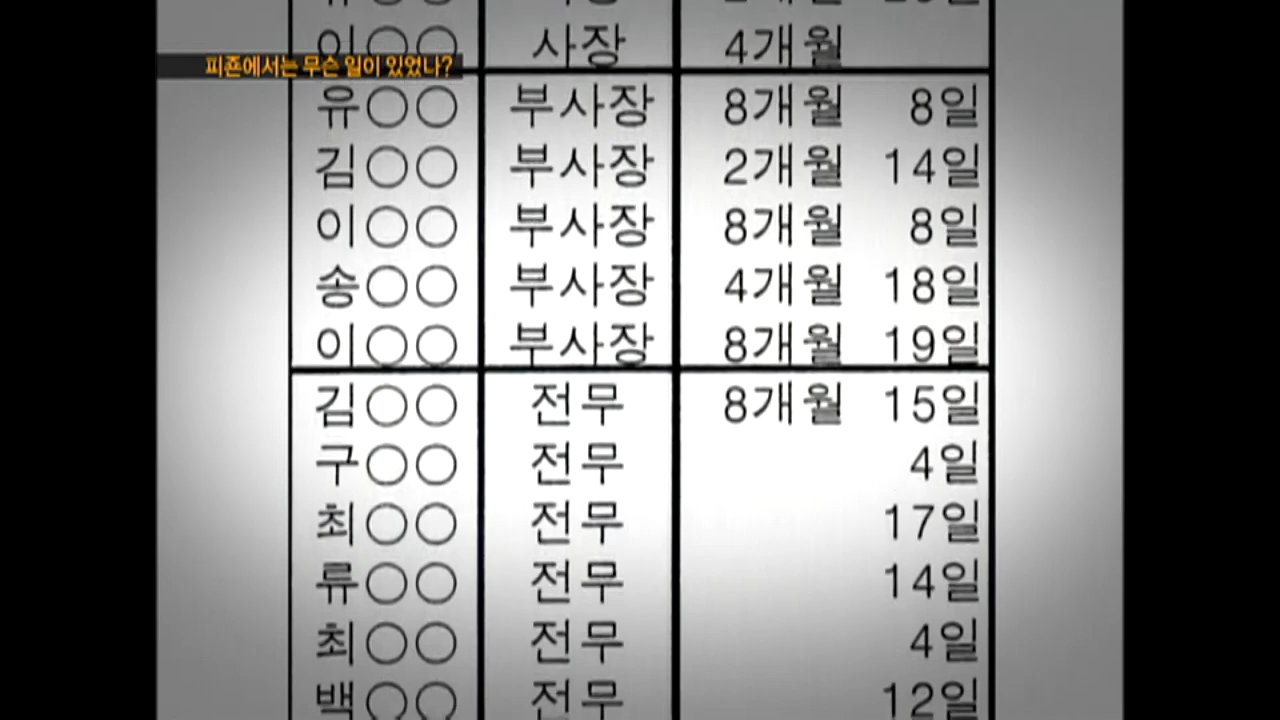 이○○ 사장 4개월
피죤에서는 무슨 일이 있었나?
유○○ 부사장 8개월 8일
김○○ 부사장 2개월 14일
이○○ 부사장 8개월 8일
송○○ 부사장 4개월 18일
이○○ 부사장 8개월 19일
김○○ 전무 8개월 15일
구○○ 전무 4일
최○○ 전무 17일
류○○ 전무 14일
최○○ 전무 4일
백○○ 전무 12일